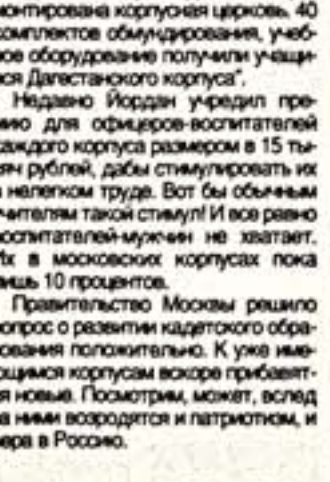 монтирована корпусная церковь. 40
комплектов обмундирования, учеб-
ное оборудование получили учащи-
ся Дагестанского корпуса".
Недавно Йордан учредил пре-
мию для офицеров-воспитателей
каждого корпуса размером в 15 ты-
сяч рублей, дабы стимулировать их
в нелегком труде. Вот бы обычным
учителям такой стимул! И все равно
воспитателей-мужчин не хватает.
Их в московских корпусах пока
лишь 10 процентов.
Правительство Москвы решило
вопрос о развитии кадетского обра-
зования положительно. К уже име-
ющимся корпусам вскоре прибавят-
ся новые. Посмотрим, может, вслед
за ними возродятся и патриотизм, и
вера в Россию.